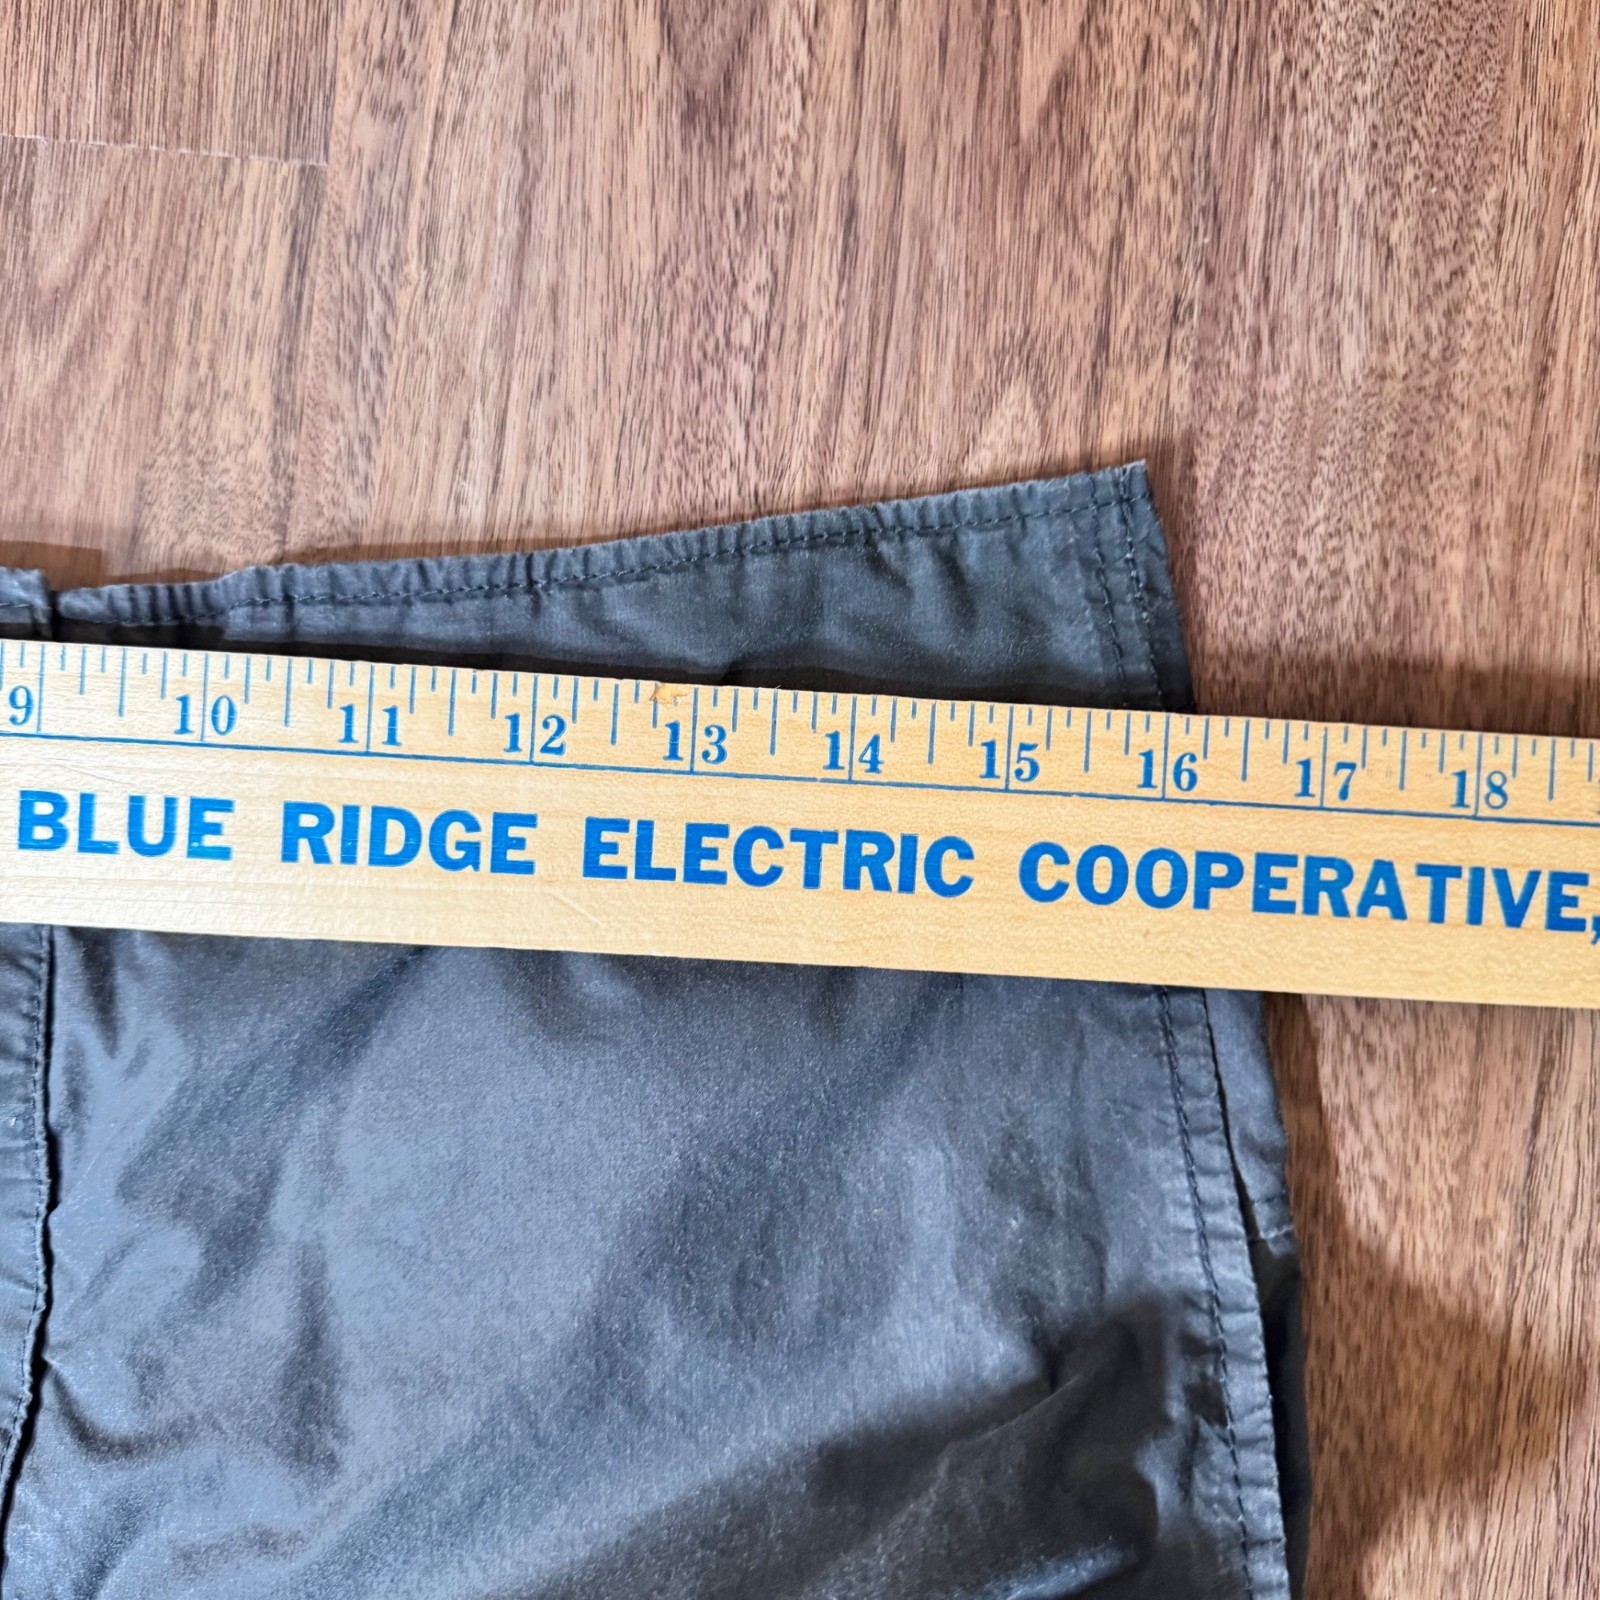 9 10 11 12 13 14 15 16 17 18
BLUE RIDGE ELECTRIC COOPERATIVE,